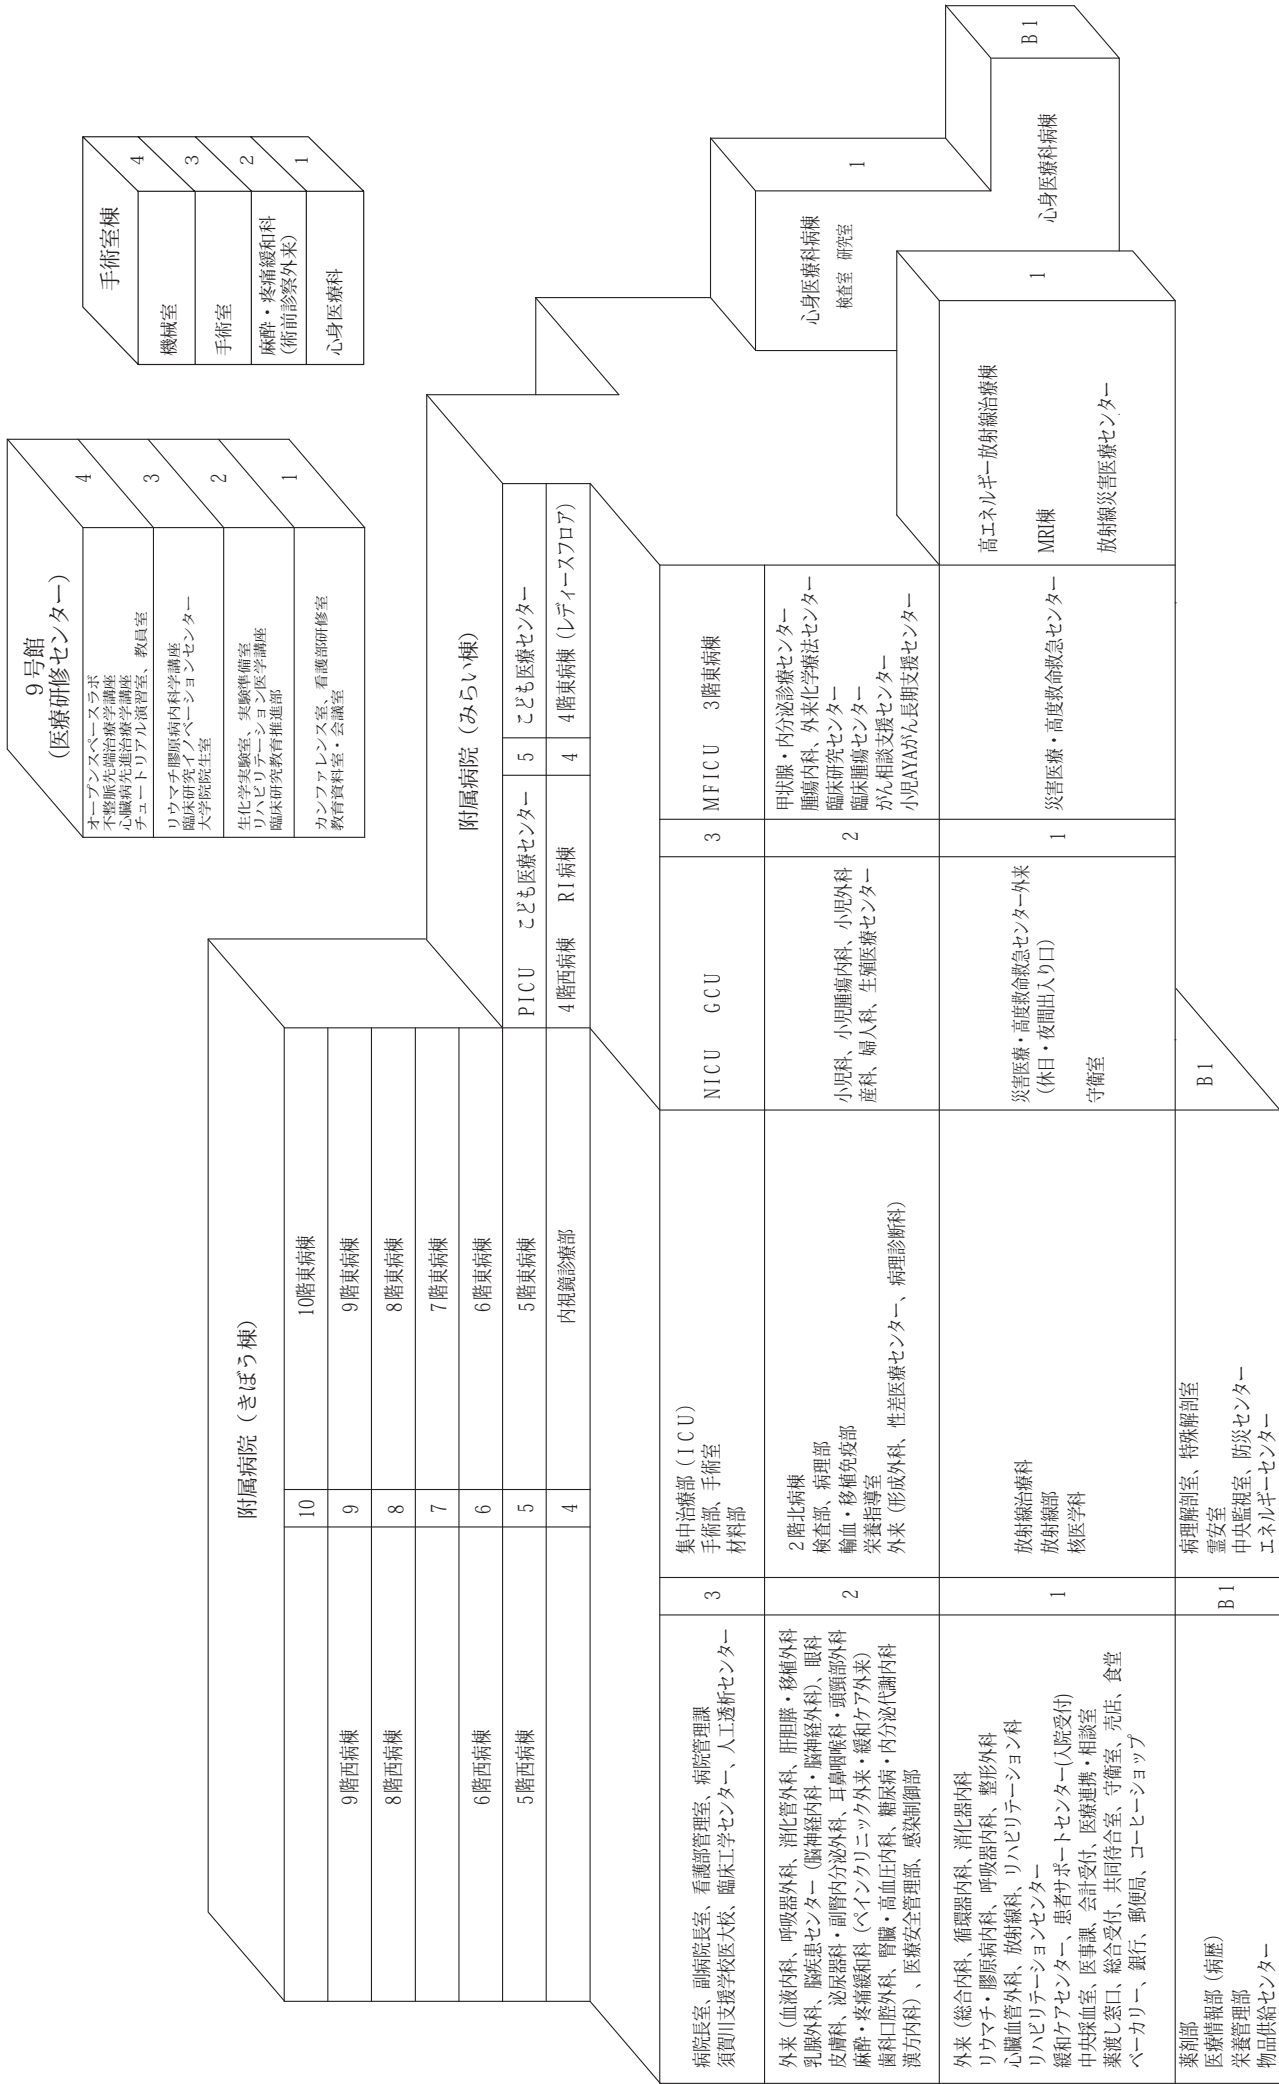 附属病院（きぼう棟）
10
10階東病棟
9階西病棟
9
9階東病棟
8階西病棟
8
8階東病棟
7
7階東病棟
6階西病棟
6
6階東病棟
5階西病棟
5
5階東病棟
4
内視鏡診療部
附属病院（みらい棟）
PICU　こども医療センター
5
こども医療センター
4階西病棟　RI病棟
4
4階東病棟（レディースフロア）
病院長室、副病院長室、看護部管理室、病院管理課
須賀川支援学校医大校、臨床工学センター、人工透析センター
3
集中治療部（ICU）
手術部、手術室
材料部
NICU　GCU
3
MFICU　3階東病棟
外来（血液内科、呼吸器外科、消化管外科、肝胆膵・移植外科
乳腺外科、脳疾患センター（脳神経内科・脳神経外科）、眼科
皮膚科、泌尿器科・副腎内分泌外科、耳鼻咽喉科・頭頸部外科
麻酔・疼痛緩和科（ペインクリニック外来・緩和ケア外来）
歯科口腔外科、腎臓・高血圧内科、糖尿病・内分泌代謝内科
漢方内科）、医療安全管理部、感染制御部
2
2階北病棟
検査部、病理部
輸血・移植免疫部
栄養指導室
外来（形成外科、性差医療センター、病理診断科）
小児科、小児腫瘍内科、小児外科
産科、婦人科、生殖医療センター
2
甲状腺・内分泌診療センター
腫瘍内科、外来化学療法センター
臨床研究センター
臨床腫瘍センター
がん相談支援センター
小児AYAがん長期支援センター
外来（総合内科、循環器内科、消化器内科
リウマチ・膠原病内科、呼吸器内科、整形外科
心臓血管外科、放射線科、リハビリテーション科
リハビリテーションセンター
緩和ケアセンター、患者サポートセンター(入院受付)
中央採血室、医事課、会計受付、医療連携・相談室
薬渡し窓口、総合受付、共同待合室、守衛室、売店、食堂
ベーカリー、銀行、郵便局、コーヒーショップ
1
放射線治療科
放射線部
核医学科
災害医療・高度救命救急センター外来
（休日・夜間出入り口）
守衛室
1
災害医療・高度救命救急センター
薬剤部
医療情報部（病歴）
栄養管理部
物品供給センター
B1
病理解剖室、特殊解剖室
霊安室
中央監視室、防災センター
エネルギーセンター
B1
高エネルギー放射線治療棟
MRI棟
放射線災害医療センター
1
心身医療科病棟
検査室　研究室
1
心身医療科病棟
B1
9号館
(医療研修センター)
オープンスペースラボ
不整脈先端治療学講座
心臓病先進治療学講座
チュートリアル演習室、教員室
4
リウマチ膠原病内科学講座
臨床研究イノベーションセンター
大学院院生室
3
生化学実験室、実験準備室
リハビリテーション医学講座
臨床研究教育推進部
2
カンファレンス室、看護部研修室
教育資料室・会議室
1
手術室棟
機械室
4
手術室
3
麻酔・疼痛緩和科
（術前診察外来）
2
心身医療科
1